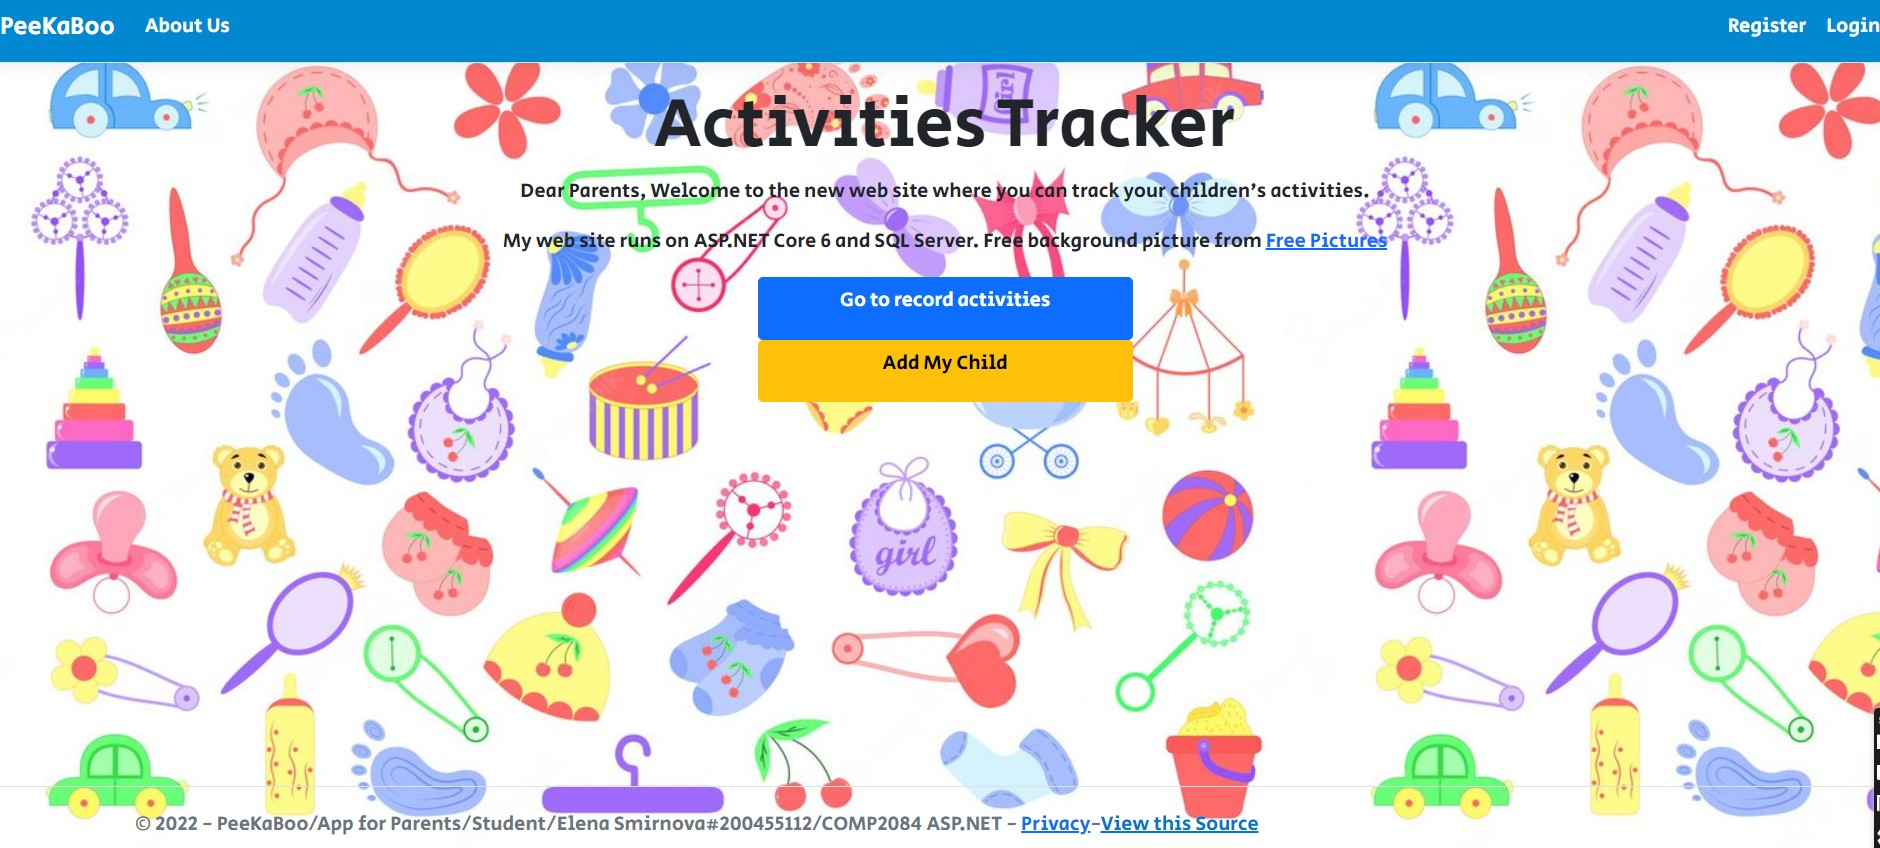 PeeKaBoo About Us Register Login
Girl
Activities Tracker
Dear Parents, Welcome to the new web site where you can track your children’s activities.
My web site runs on ASP.NET Core 6 and SQL Server. Free background picture from Free Pictures
Go to record activities
Add My Child
girl
© 2022 - PeeKaBoo/App for Parents/Student/Elena Smirnova#200455112/COMP2084 ASP.NET - Privacy-View this Source